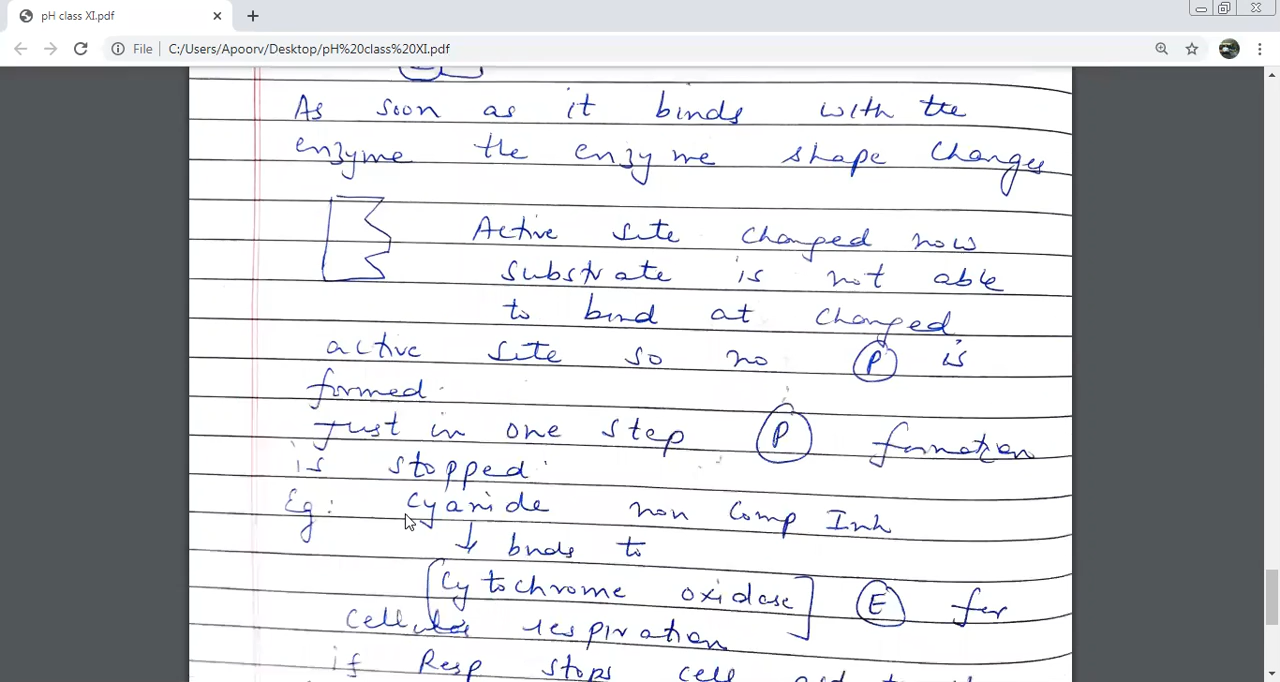 pH class XI.pdf
File C:/Users/Apoorv/Desktop/pH%20class%20XI.pdf
As soon as it binds with the
enzyme the enzyme shape changes
Active site changed now
substrate is not able
to bind at changed
active site so no P is
formed.
Just in one step P formation
is stopped.
Eg: Cyanide non Comp Inh
↓ binds to
[Cytochrome oxidase] E for
cellular respiration
if Resp stops cell